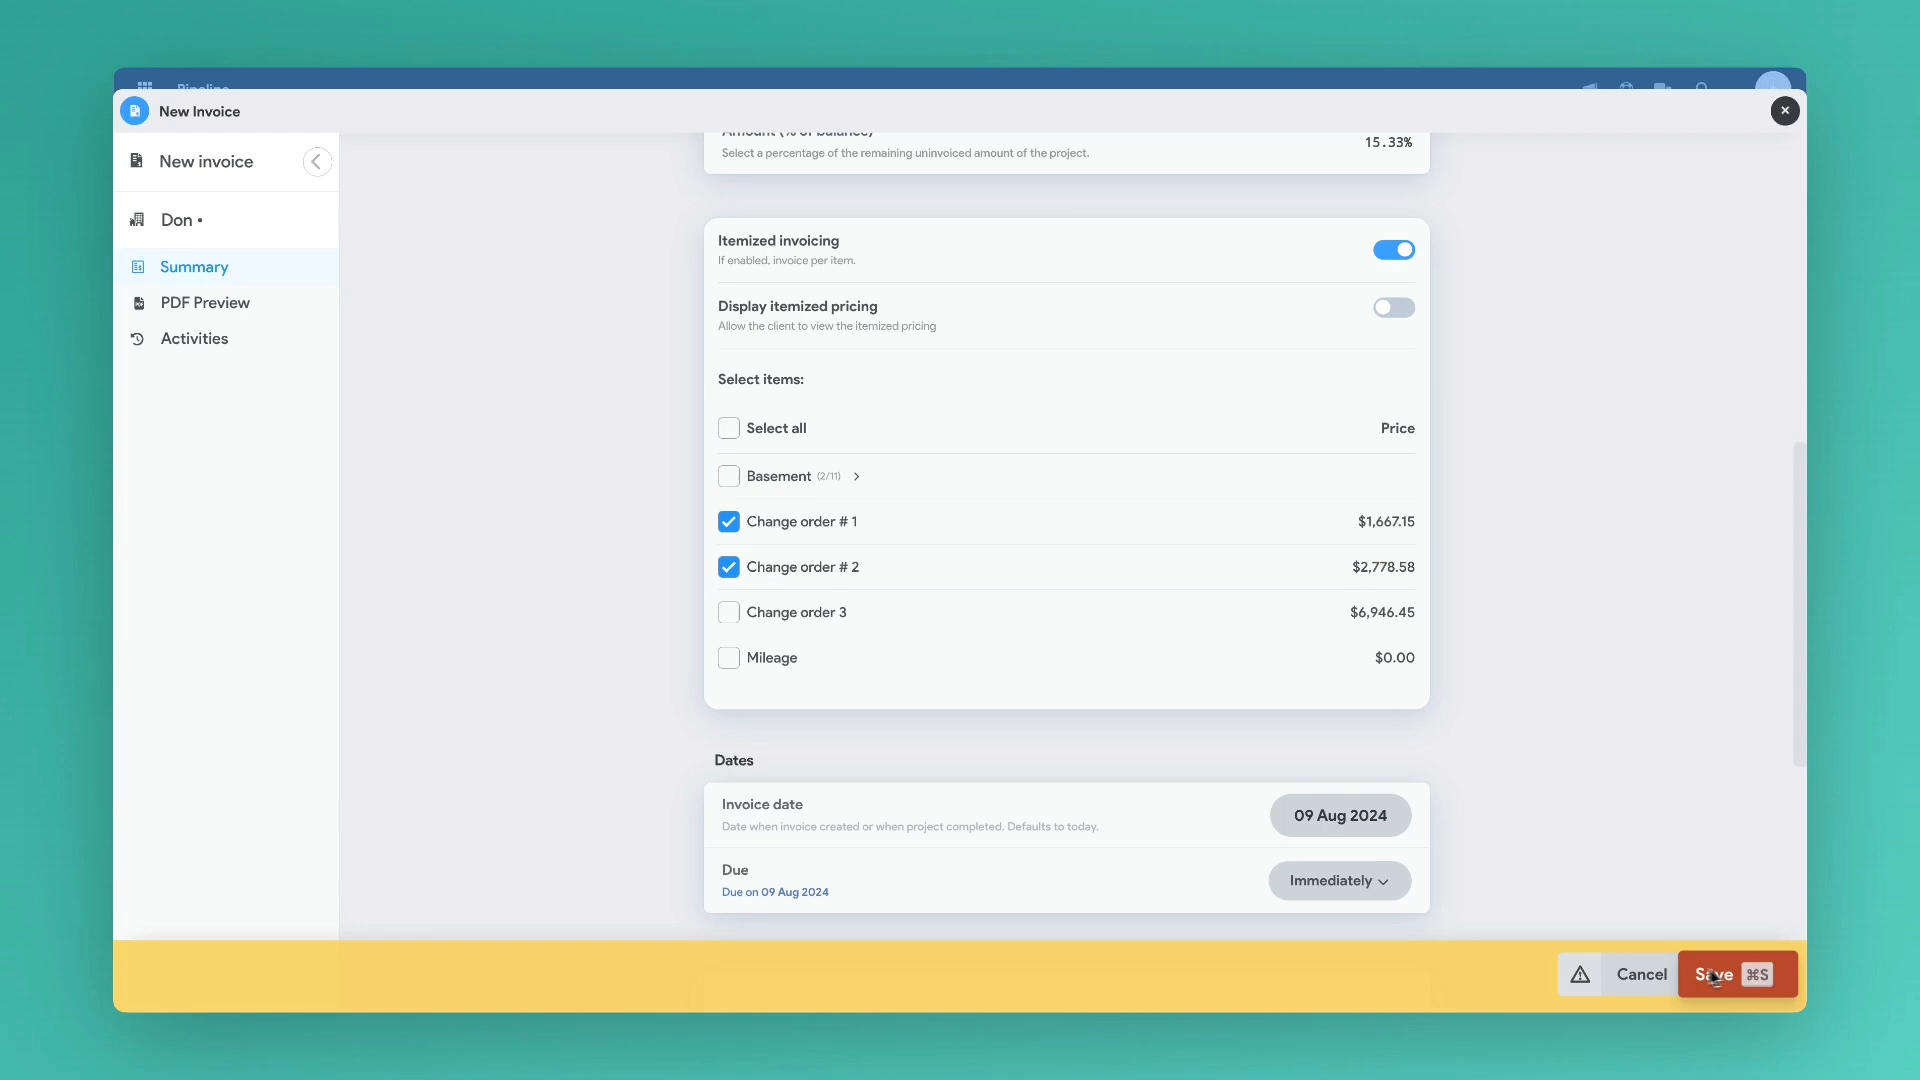 Pipeline
New Invoice
New invoice
Don •
Summary
PDF Preview
Activities
Amount (% of balance)
15.33%
Select a percentage of the remaining uninvoiced amount of the project.
Itemized invoicing
If enabled, invoice per item.
Display itemized pricing
Allow the client to view the itemized pricing
Select items:
Select all Price
Basement (2/11)
Change order # 1 $1,667.15
Change order # 2 $2,778.58
Change order 3 $6,946.45
Mileage $0.00
Dates
Invoice date
Date when invoice created or when project completed. Defaults to today.
09 Aug 2024
Due
Due on 09 Aug 2024
Immediately
Cancel
Save ⌘S